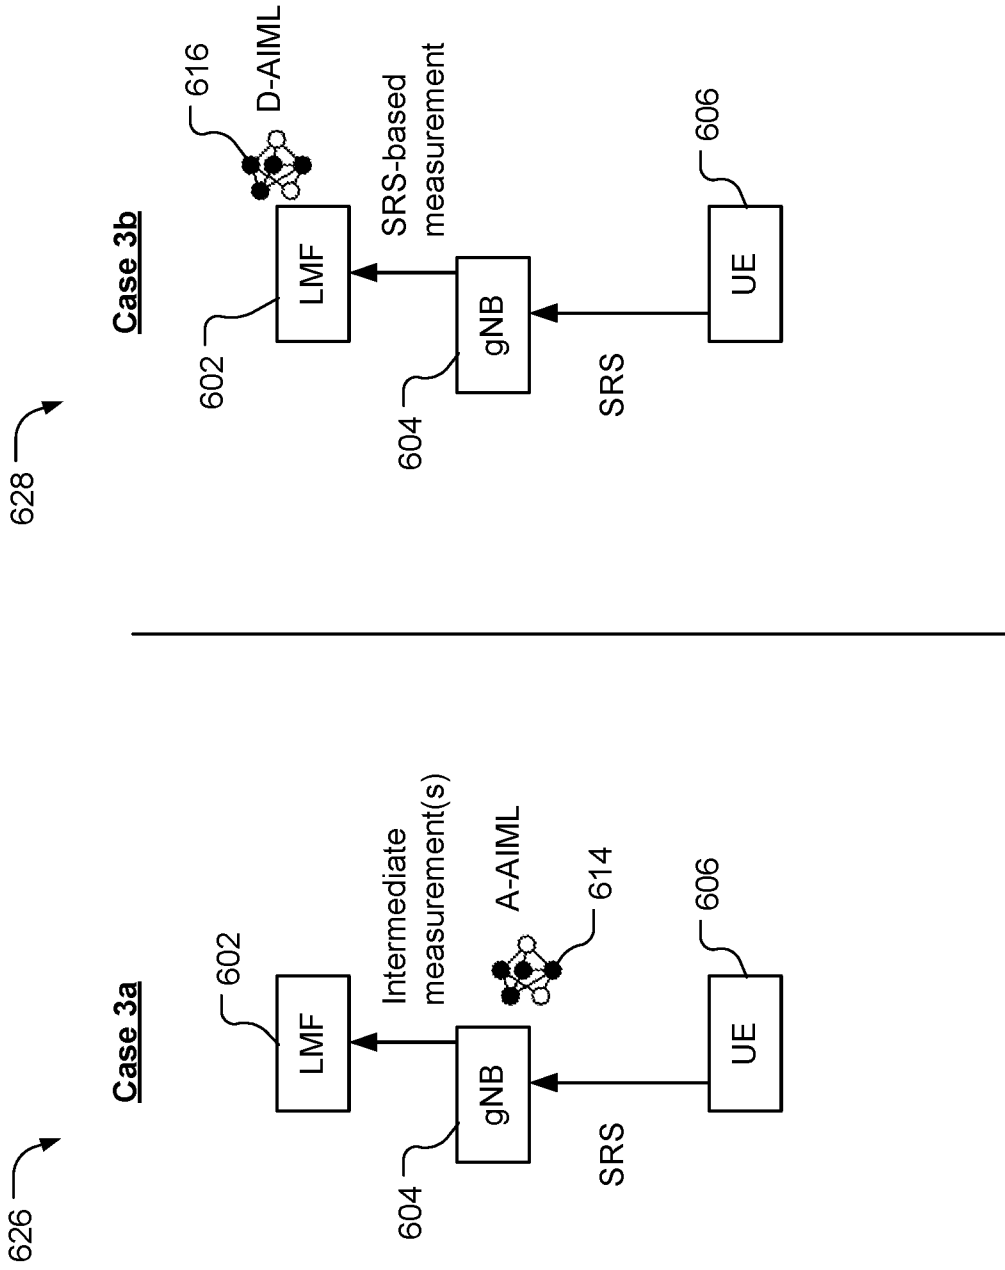 626
Case 3a
602
LMF
Intermediate
measurement(s)
604
gNB
A-AIML
614
SRS
606
UE
628
Case 3b
616
D-AIML
602
LMF
SRS-based
measurement
604
gNB
SRS
606
UE